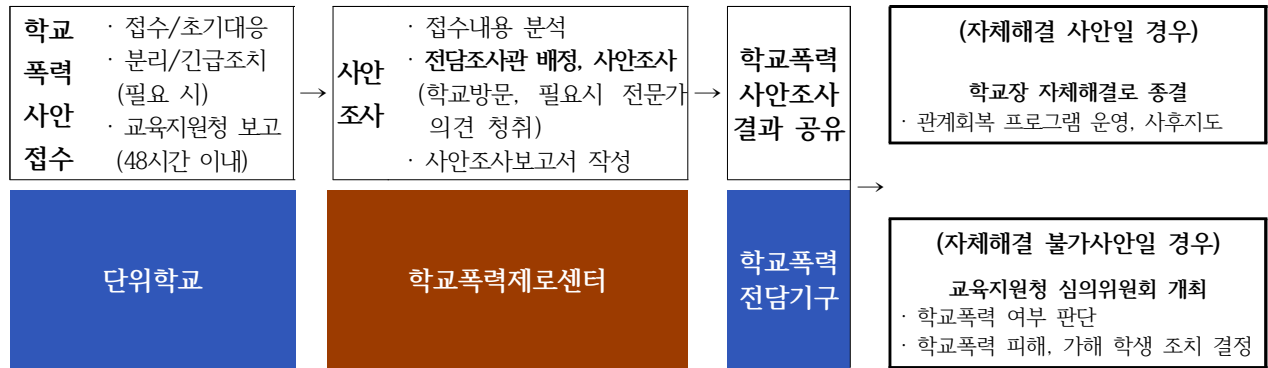 학교
폭력
사안
접수
· 접수/초기대응
· 분리/긴급조치
(필요 시)
· 교육지원청 보고
(48시간 이내)
→
사안
조사
· 접수내용 분석
· 전담조사관 배정, 사안조사
(학교방문, 필요시 전문가
의견 청취)
· 사안조사보고서 작성
→
학교폭력
사안조사
결과 공유
단위학교
학교폭력제로센터
학교폭력
전담기구
→
(자체해결 사안일 경우)
학교장 자체해결로 종결
· 관계회복 프로그램 운영, 사후지도
(자체해결 불가사안일 경우)
교육지원청 심의위원회 개최
· 학교폭력 여부 판단
· 학교폭력 피해, 가해 학생 조치 결정